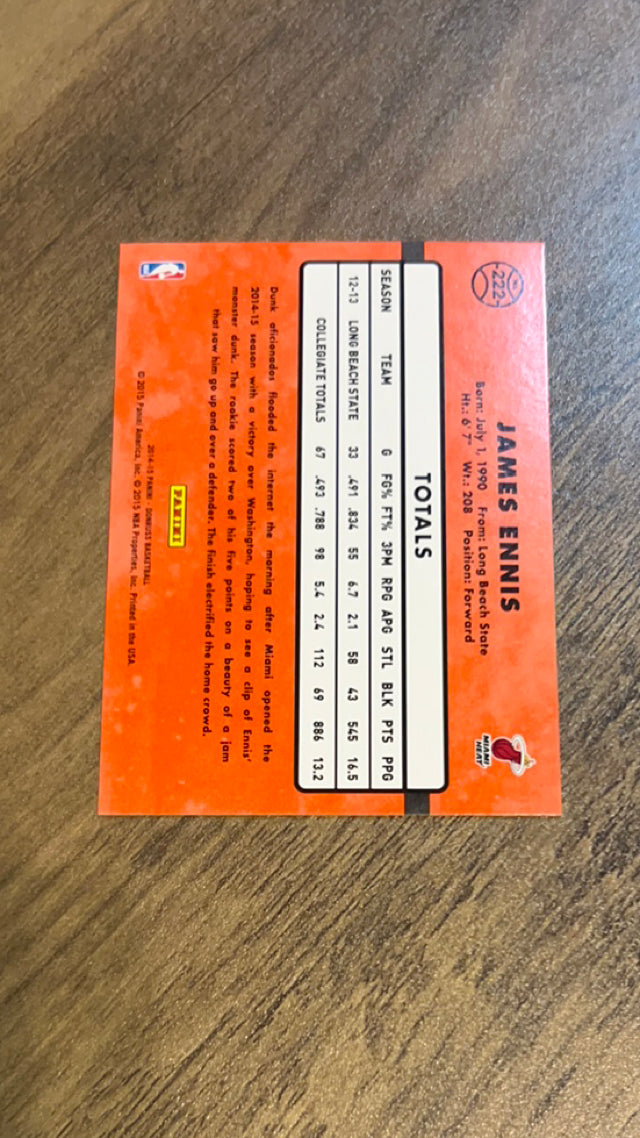 222
JAMES ENNIS
Born: July 1, 1990 From: Long Beach State
Ht.: 6'7" Wt.: 208 Position: Forward
MIAMI
HEAT
TOTALS
SEASON TEAM G FG% FT% 3PM RPG APG STL BLK PTS PPG
12-13 LONG BEACH STATE 33 .491 .834 55 6.7 2.1 58 43 545 16.5
COLLEGIATE TOTALS 67 .493 .788 98 5.4 2.4 112 69 886 13.2
Dunk aficionados flooded the internet the morning after Miami opened the
2014-15 season with a victory over Washington, hoping to see a clip of Ennis'
monster dunk. The rookie scored two of his five points on a beauty of a jam
that saw him go up and over a defender. The finish electrified the home crowd.
PANINI
2014-15 PANINI - DONRUSS BASKETBALL
© 2015 Panini America, Inc. © 2015 NBA Properties, Inc. Printed in the USA.